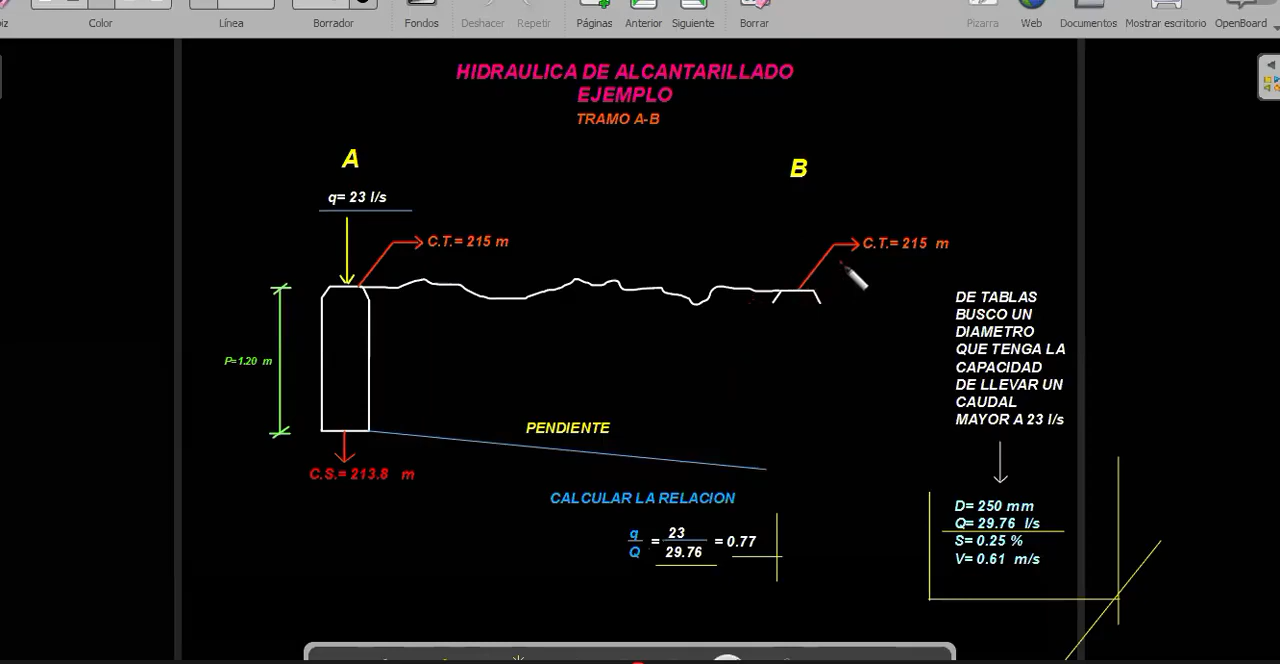 Color
Línea
Borrador
Fondos
Deshacer
Repetir
Páginas
Anterior
Siguiente
Borrar
Pizarra
Web
Documentos
Mostrar escritorio
OpenBoard
HIDRAULICA DE ALCANTARILLADO
EJEMPLO
TRAMO A-B
A
B
q= 23 l/s
C.T.= 215 m
C.T.= 215 m
P=1.20 m
PENDIENTE
C.S.= 213.8 m
CALCULAR LA RELACION
q/Q = 23/29.76 = 0.77
DE TABLAS
BUSCO UN
DIAMETRO
QUE TENGA LA
CAPACIDAD
DE LLEVAR UN
CAUDAL
MAYOR A 23 l/s
D= 250 mm
Q= 29.76 l/s
S= 0.25 %
V= 0.61 m/s